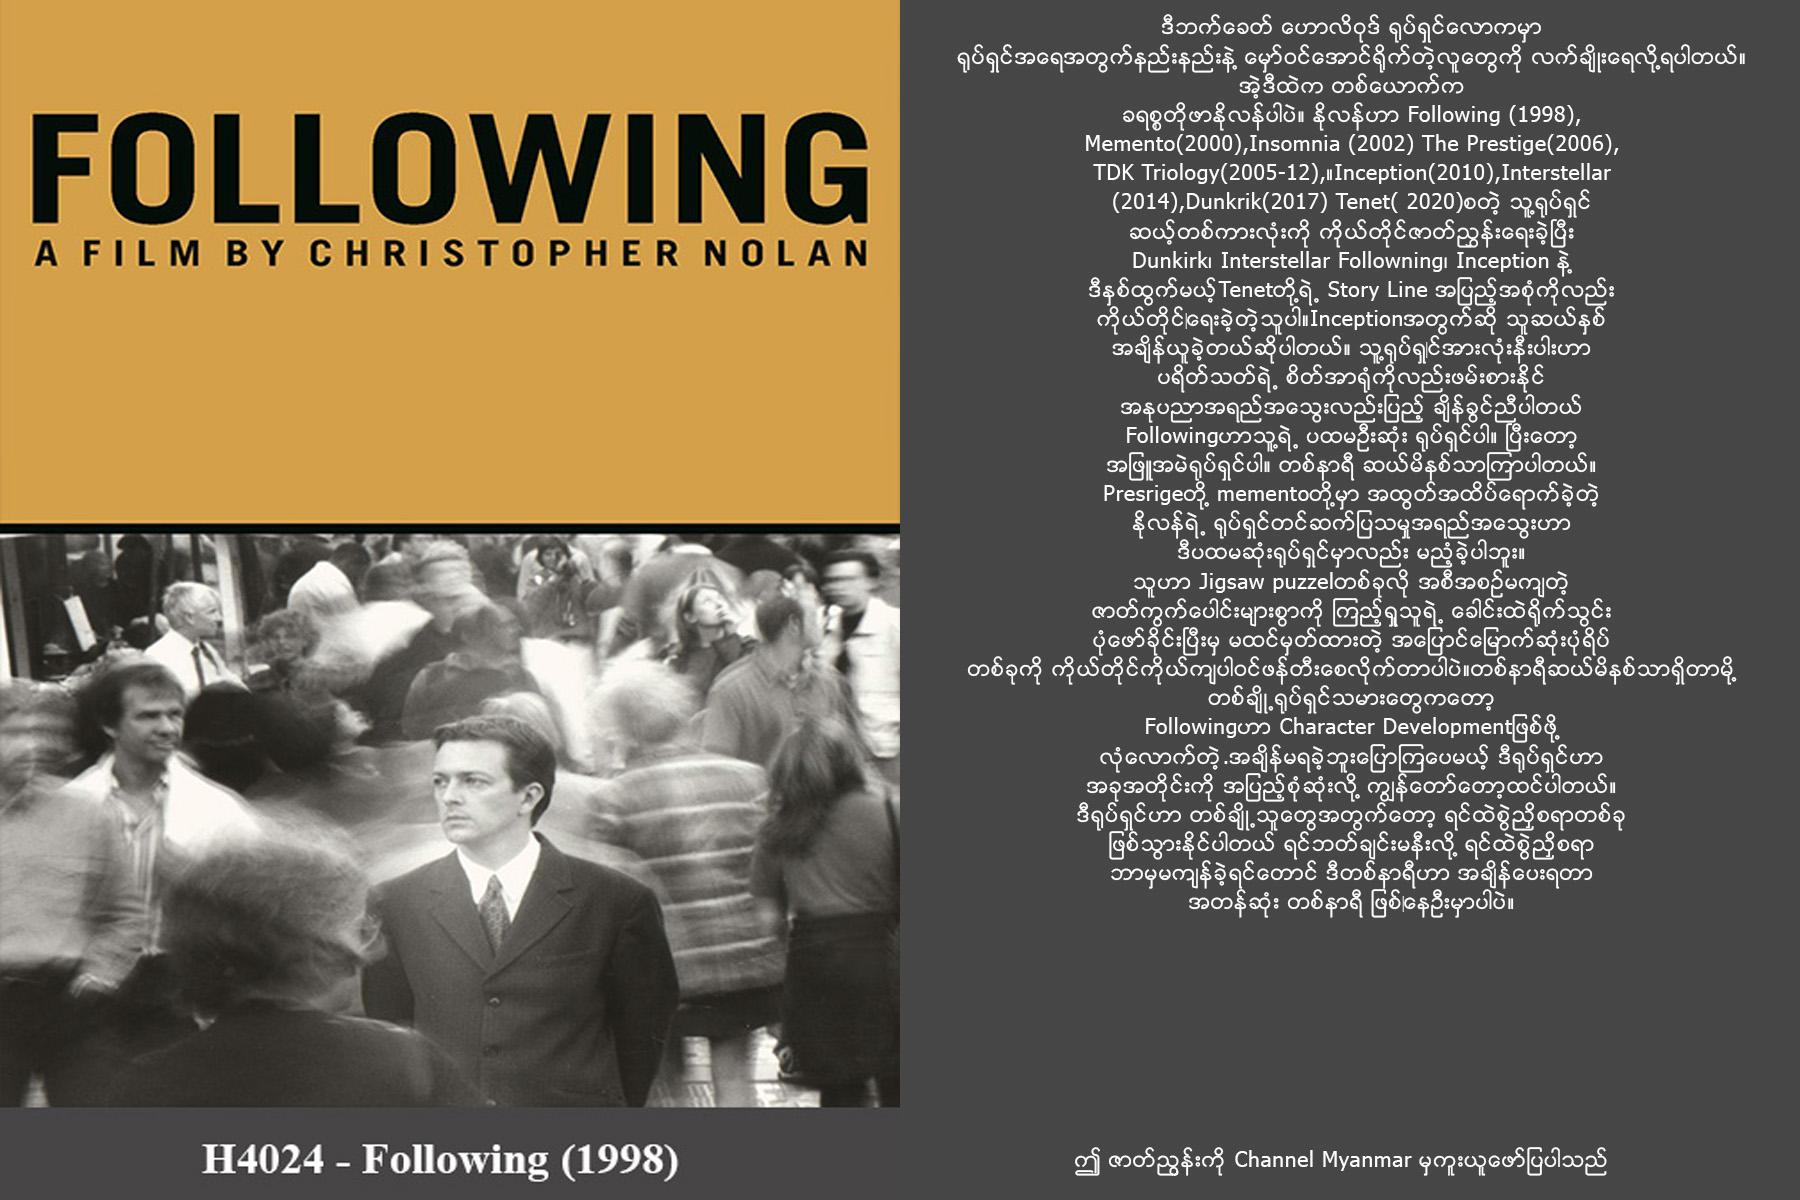 FOLLOWING
A FILM BY CHRISTOPHER NOLAN
H4024 - Following (1998)
ဒီဘက်ခေတ် ဟောလိဝုဒ် ရုပ်ရှင်လောကမှာ
ရုပ်ရှင်အရေအတွက်နည်းနည်းနဲ့ မှော်ဝင်အောင်ရိုက်တဲ့လူတွေကို လက်ချိုးရေလို့ရပါတယ်။
အဲ့ဒီထဲက တစ်ယောက်က
ခရစ္စတိုဖာနိုလန်ပါပဲ။ နိုလန်ဟာ Following (1998),
Memento(2000),Insomnia (2002) The Prestige(2006),
TDK Triology(2005-12),။Inception(2010),Interstellar
(2014),Dunkrik(2017) Tenet( 2020)စတဲ့ သူ့ရုပ်ရှင်
ဆယ့်တစ်ကားလုံးကို ကိုယ်တိုင်ဇာတ်ညွှန်းရေးခဲ့ပြီး
Dunkirk၊ Interstellar Followning၊ Inception နဲ့
ဒီနှစ်ထွက်မယ့်Tenetတို့ရဲ့ Story Line အပြည့်အစုံကိုလည်း
ကိုယ်တိုင်ရေးခဲ့တဲ့သူပါ။Inceptionအတွက်ဆို သူဆယ်နှစ်
အချိန်ယူခဲ့တယ်ဆိုပါတယ်။ သူ့ရုပ်ရှင်အားလုံးနီးပါးဟာ
ပရိတ်သတ်ရဲ့ စိတ်အာရုံကိုလည်းဖမ်းစားနိုင်
အနုပညာအရည်အသွေးလည်းပြည့် ချိန်ခွင်ညီပါတယ်
Followingဟာသူ့ရဲ့ ပထမဦးဆုံး ရုပ်ရှင်ပါ။ ပြီးတော့
အဖြူအမဲရုပ်ရှင်ပါ။ တစ်နာရီ ဆယ်မိနစ်သာကြာပါတယ်။
Presrigeတို့ mementoတို့မှာ အထွတ်အထိပ်ရောက်ခဲ့တဲ့
နိုလန်ရဲ့ ရုပ်ရှင်တင်ဆက်ပြသမှုအရည်အသွေးဟာ
ဒီပထမဆုံးရုပ်ရှင်မှာလည်း မညံ့ခဲ့ပါဘူး။
သူဟာ Jigsaw puzzelတစ်ခုလို အစီအစဉ်မကျတဲ့
ဇာတ်ကွက်ပေါင်းများစွာကို ကြည့်ရှုသူရဲ့ ခေါင်းထဲရိုက်သွင်း
ပုံဖော်ခိုင်းပြီးမှ မထင်မှတ်ထားတဲ့ အပြောင်မြောက်ဆုံးပုံရိပ်
တစ်ခုကို ကိုယ်တိုင်ကိုယ်ကျပါဝင်ဖန်တီးစေလိုက်တာပါပဲ။တစ်နာရီဆယ်မိနစ်သာရှိတာမို့
တစ်ချို့ရုပ်ရှင်သမားတွေကတော့
Followingဟာ Character Developmentဖြစ်ဖို့
လုံလောက်တဲ့.အချိန်မရခဲ့ဘူးပြောကြပေမယ့် ဒီရုပ်ရှင်ဟာ
အခုအတိုင်းကို အပြည့်စုံဆုံးလို့ ကျွန်တော်တော့ထင်ပါတယ်။
ဒီရုပ်ရှင်ဟာ တစ်ချို့သူတွေအတွက်တော့ ရင်ထဲစွဲညှိစရာတစ်ခု
ဖြစ်သွားနိုင်ပါတယ် ရင်ဘတ်ချင်းမနီးလို့ ရင်ထဲစွဲညှိစရာ
ဘာမှမကျန်ခဲ့ရင်တောင် ဒီတစ်နာရီဟာ အချိန်ပေးရတာ
အတန်ဆုံး တစ်နာရီ ဖြစ်နေဦးမှာပါပဲ။
ဤ ဇာတ်ညွှန်းကို Channel Myanmar မှကူးယူဖော်ပြပါသည်